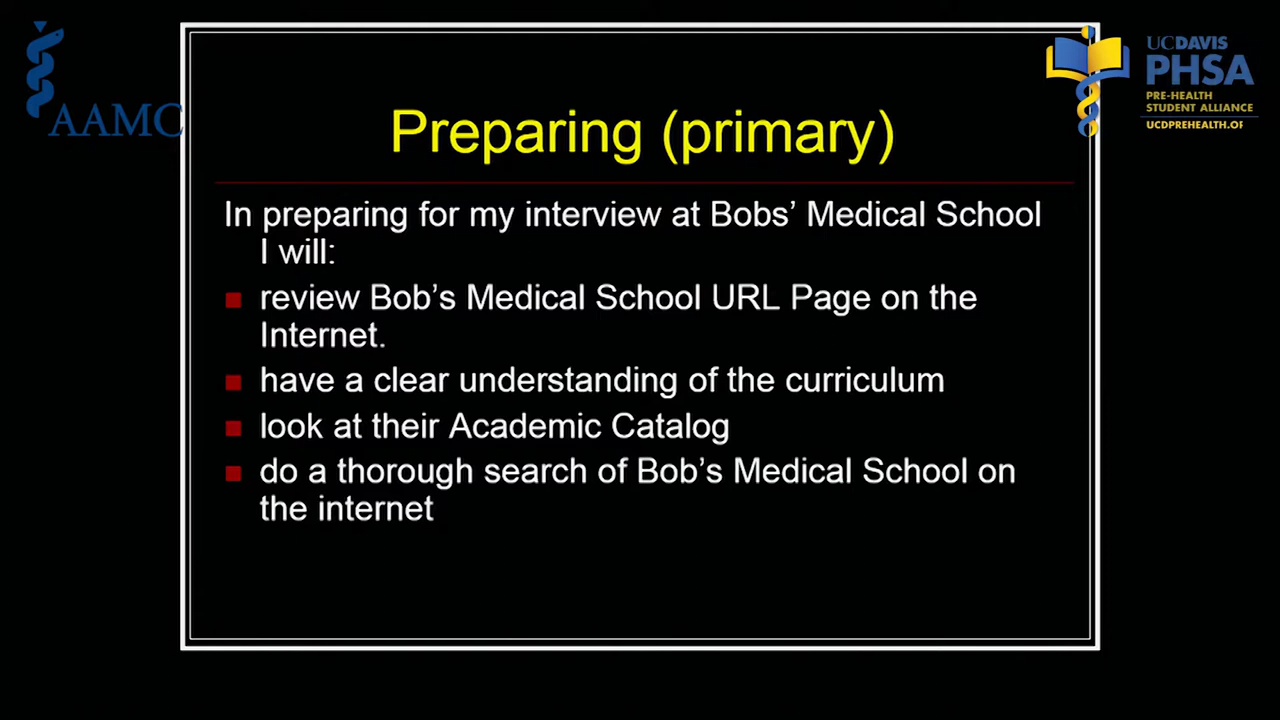 AAMC
UCDAVIS
PHSA
PRE-HEALTH
STUDENT ALLIANCE
UCDPREHEALTH.OF
Preparing (primary)
In preparing for my interview at Bobs’ Medical School
I will:
review Bob’s Medical School URL Page on the
Internet.
have a clear understanding of the curriculum
look at their Academic Catalog
do a thorough search of Bob’s Medical School on
the internet